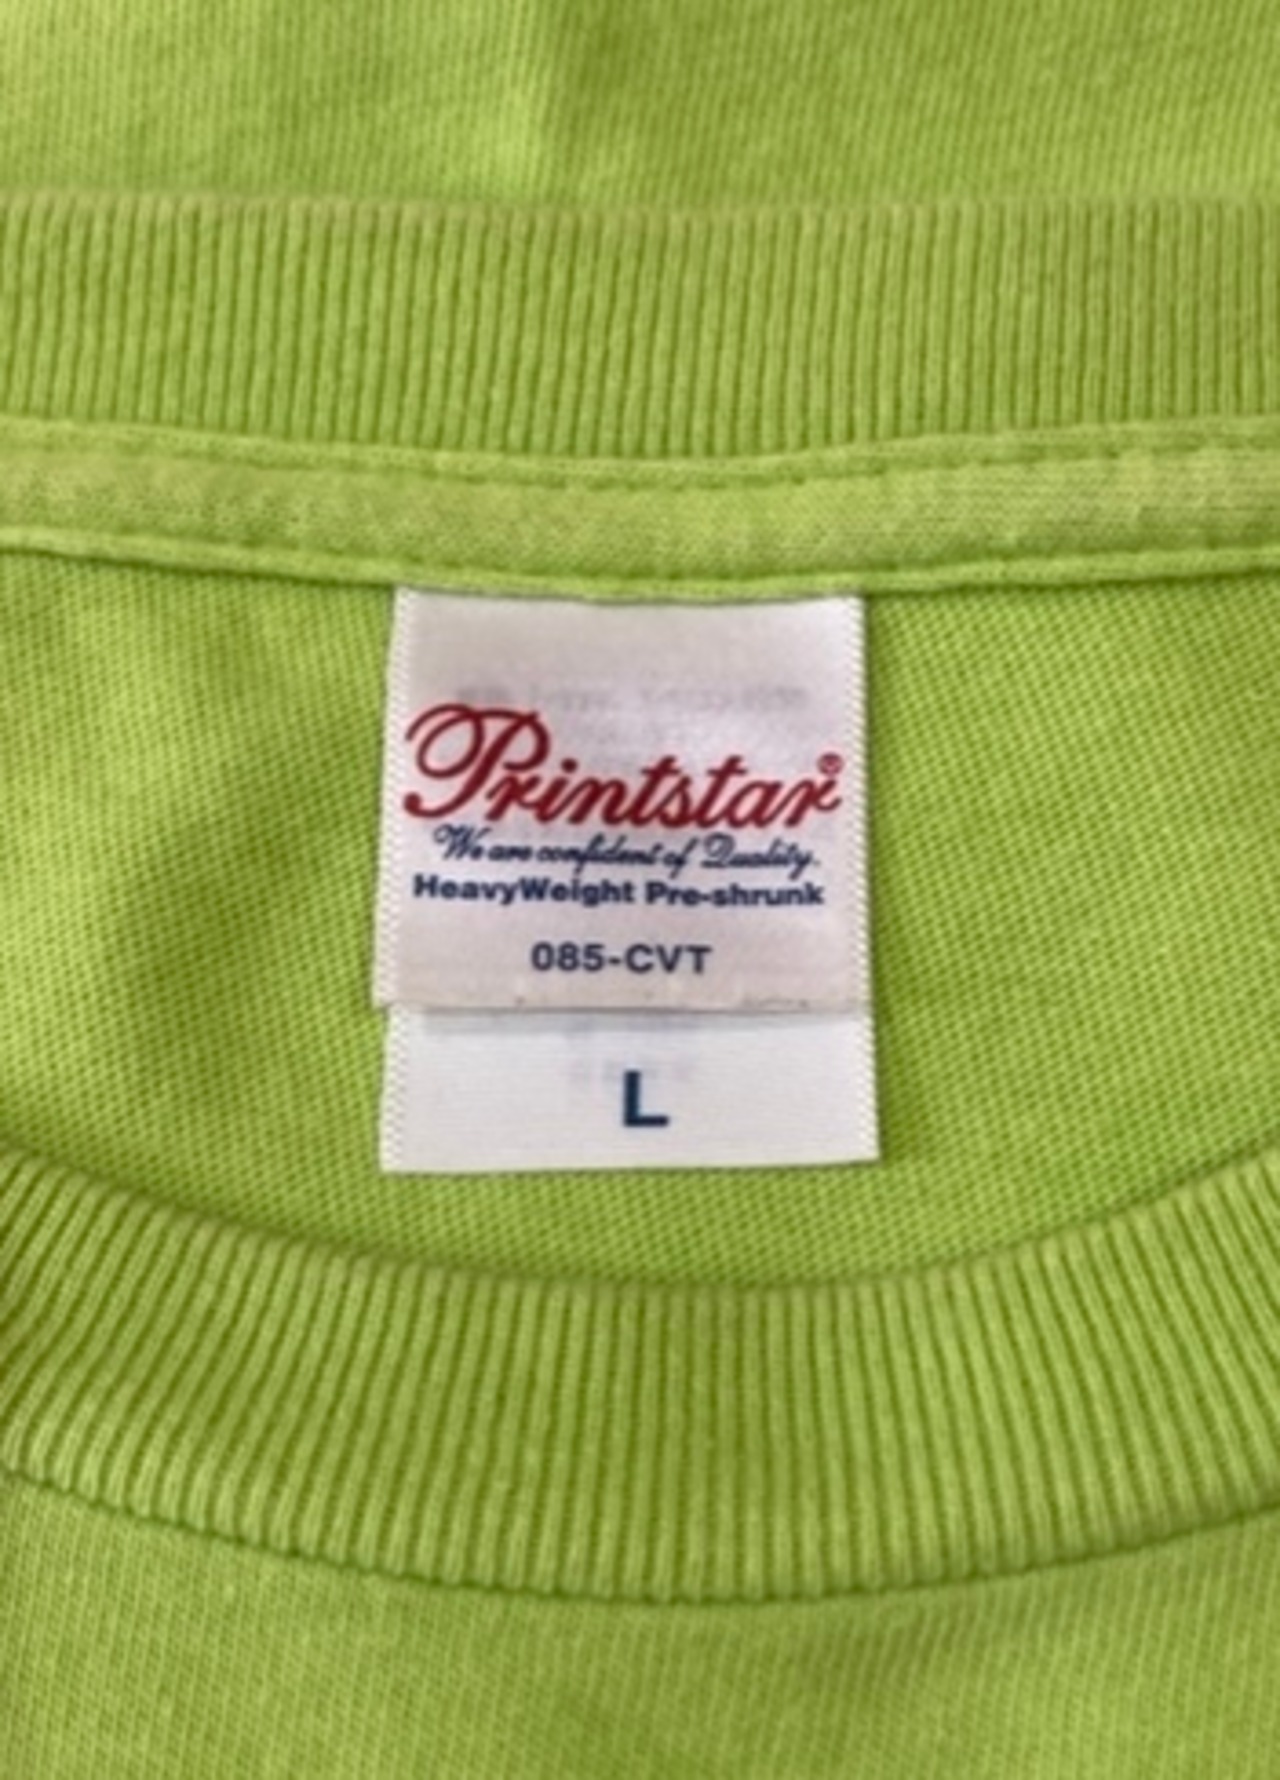 Printstar®
We are confident of Quality.
HeavyWeight Pre-shrunk
085-CVT
L